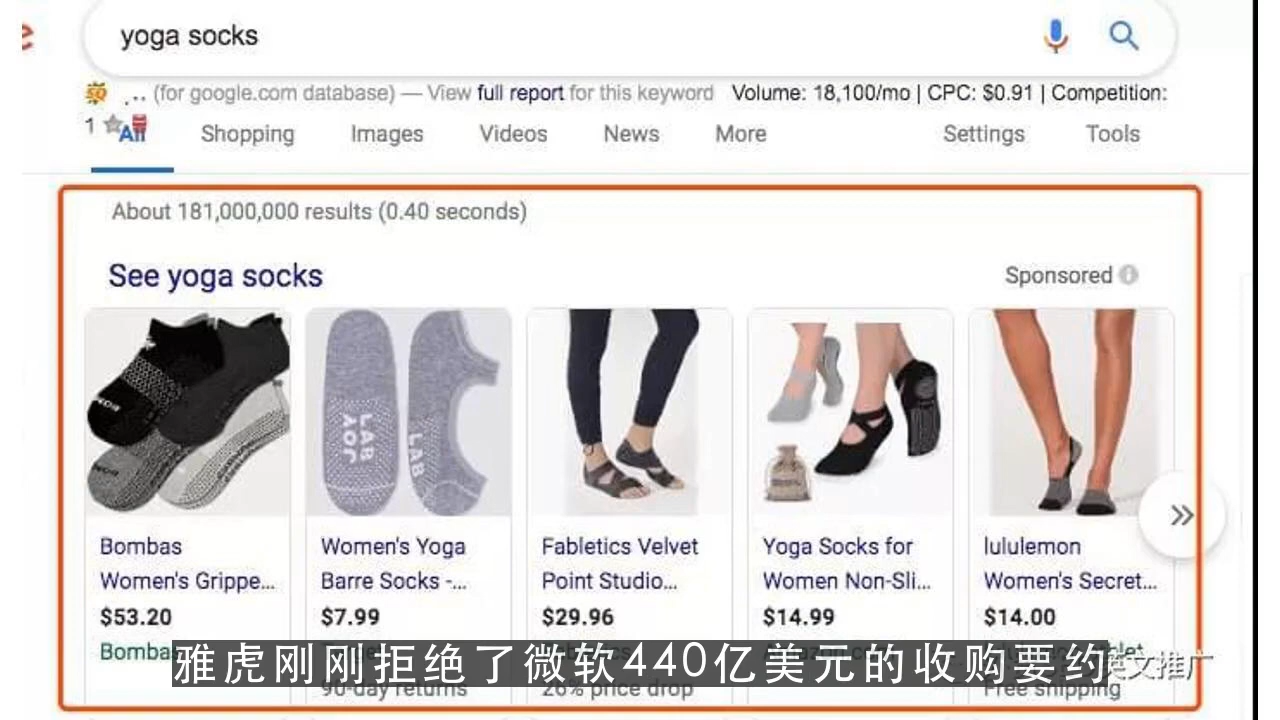 yoga socks
(for google.com database) — View full report for this keyword Volume: 18,100/mo | CPC: $0.91 | Competition:
1
All Shopping Images Videos News More Settings Tools
About 181,000,000 results (0.40 seconds)
See yoga socks
Sponsored
Bombas
Women's Grippe...
$53.20
Bombas
Women's Yoga
Barre Socks -...
$7.99
90-day returns
Fabletics Velvet
Point Studio...
$29.96
26% price drop
Yoga Socks for
Women Non-Sli...
$14.99
lululemon
Women's Secret...
$14.00
Free shipping
雅虎刚刚拒绝了微软440亿美元的收购要约
文推广